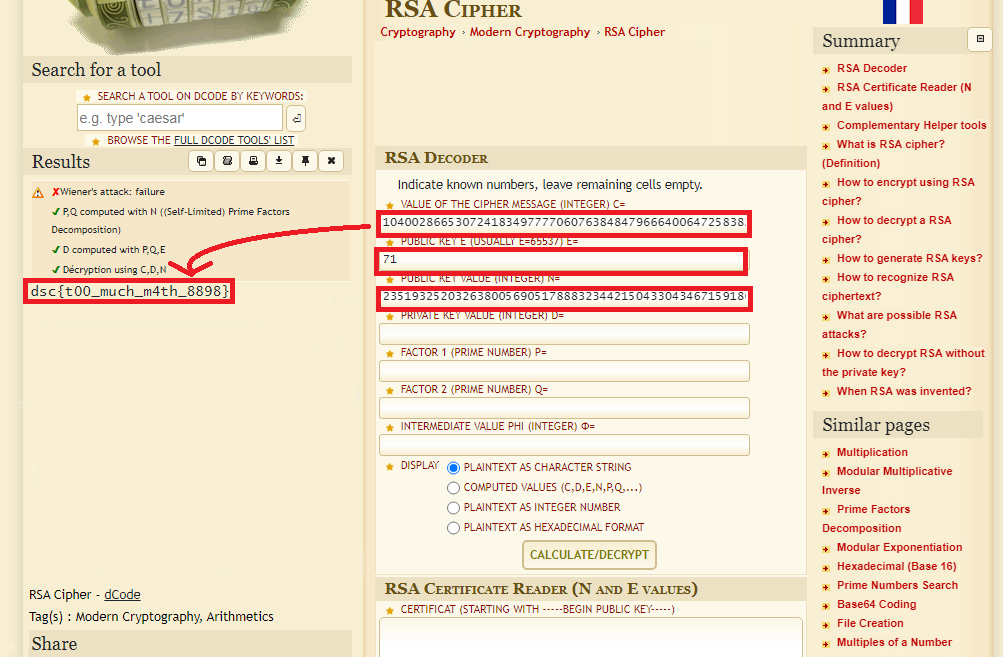 Search for a tool
SEARCH A TOOL ON DCODE BY KEYWORDS:
e.g. type 'caesar'
BROWSE THE FULL DCODE TOOLS' LIST
Results
Wiener's attack: failure
P,Q computed with N ((Self-Limited) Prime Factors
Decomposition)
D computed with P,Q,E
Décryption using C,D,N
dsc{t00_much_m4th_8898}
RSA Cipher - dCode
Tag(s) : Modern Cryptography, Arithmetics
Share
RSA CIPHER
Cryptography › Modern Cryptography › RSA Cipher
RSA DECODER
Indicate known numbers, leave remaining cells empty.
VALUE OF THE CIPHER MESSAGE (INTEGER) C=
10400286653072418349777706076384847966640064725838
PUBLIC KEY E (USUALLY E=65537) E=
71
PUBLIC KEY VALUE (INTEGER) N=
PRIVATE KEY VALUE (INTEGER) D=
FACTOR 1 (PRIME NUMBER) P=
FACTOR 2 (PRIME NUMBER) Q=
INTERMEDIATE VALUE PHI (INTEGER) Φ=
DISPLAY PLAINTEXT AS CHARACTER STRING
COMPUTED VALUES (C,D,E,N,P,Q,...)
PLAINTEXT AS INTEGER NUMBER
PLAINTEXT AS HEXADECIMAL FORMAT
CALCULATE/DECRYPT
RSA CERTIFICATE READER (N AND E VALUES)
CERTIFICAT (STARTING WITH -----BEGIN PUBLIC KEY-----)
Summary
RSA Decoder
RSA Certificate Reader (N
and E values)
Complementary Helper tools
What is RSA cipher?
(Definition)
How to encrypt using RSA
cipher?
How to decrypt a RSA
cipher?
How to generate RSA keys?
How to recognize RSA
ciphertext?
What are possible RSA
attacks?
How to decrypt RSA without
the private key?
When RSA was invented?
Similar pages
Multiplication
Modular Multiplicative
Inverse
Prime Factors
Decomposition
Modular Exponentiation
Hexadecimal (Base 16)
Prime Numbers Search
Base64 Coding
File Creation
Multiples of a Number